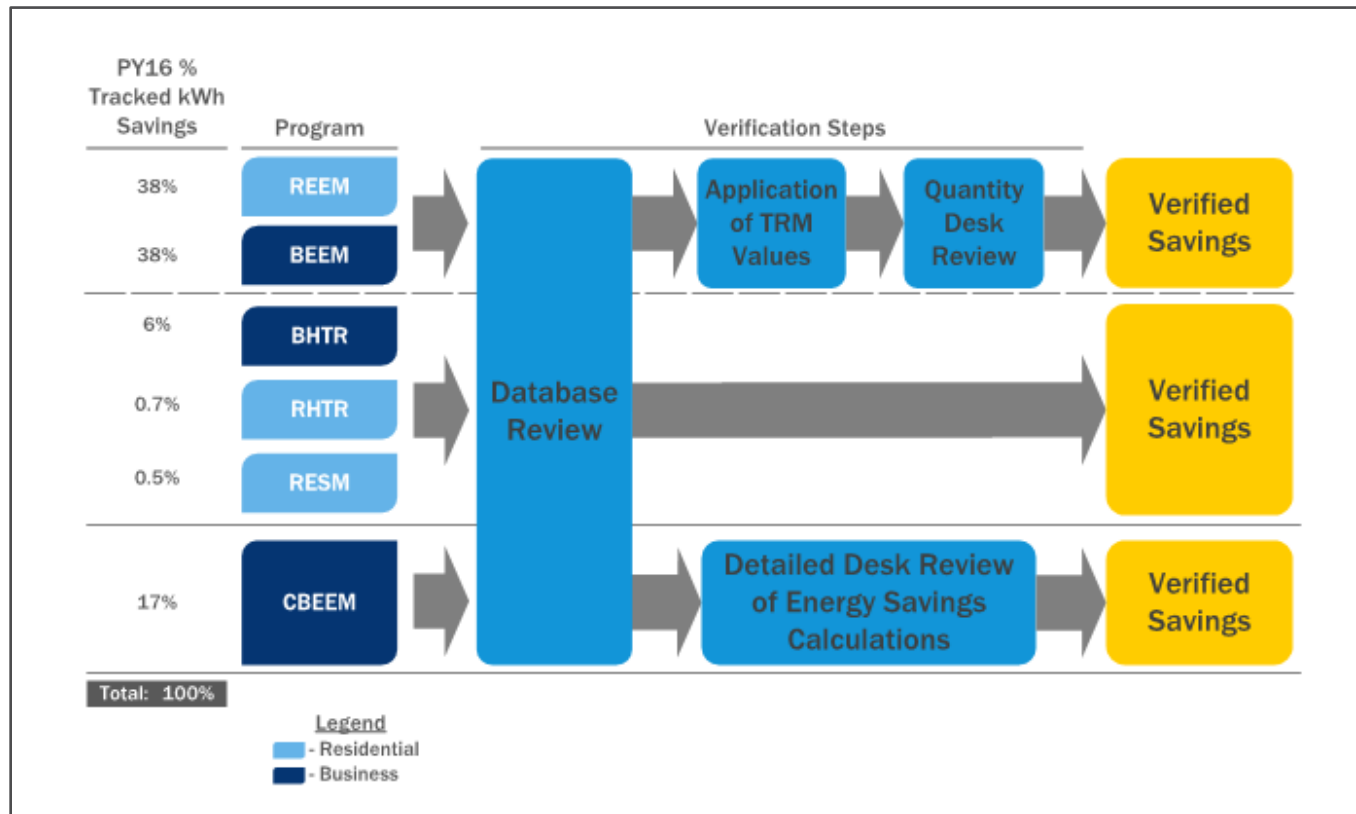 PY16 %
Tracked kWh
Savings
Program
Verification Steps
38%
REEM
38%
BEEM
Application
of TRM
Values
Quantity
Desk
Review
Verified
Savings
6%
BHTR
0.7%
RHTR
0.5%
RESM
Database
Review
Verified
Savings
17%
CBEEM
Detailed Desk Review
of Energy Savings
Calculations
Verified
Savings
Total: 100%
Legend
- Residential
- Business